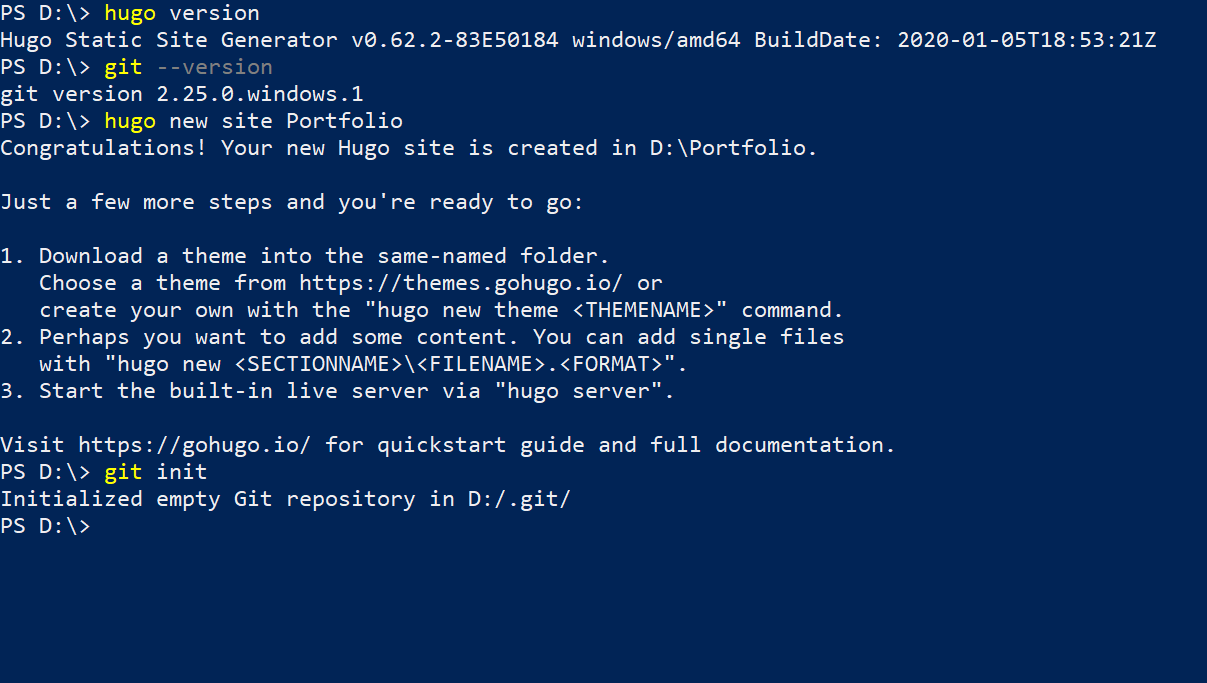 PS D:\> hugo version
Hugo Static Site Generator v0.62.2-83E50184 windows/amd64 BuildDate: 2020-01-05T18:53:21Z
PS D:\> git --version
git version 2.25.0.windows.1
PS D:\> hugo new site Portfolio
Congratulations! Your new Hugo site is created in D:\Portfolio.

Just a few more steps and you're ready to go:

1. Download a theme into the same-named folder.
   Choose a theme from https://themes.gohugo.io/ or
   create your own with the "hugo new theme <THEMENAME>" command.
2. Perhaps you want to add some content. You can add single files
   with "hugo new <SECTIONNAME>\<FILENAME>.<FORMAT>".
3. Start the built-in live server via "hugo server".

Visit https://gohugo.io/ for quickstart guide and full documentation.
PS D:\> git init
Initialized empty Git repository in D:/.git/
PS D:\>